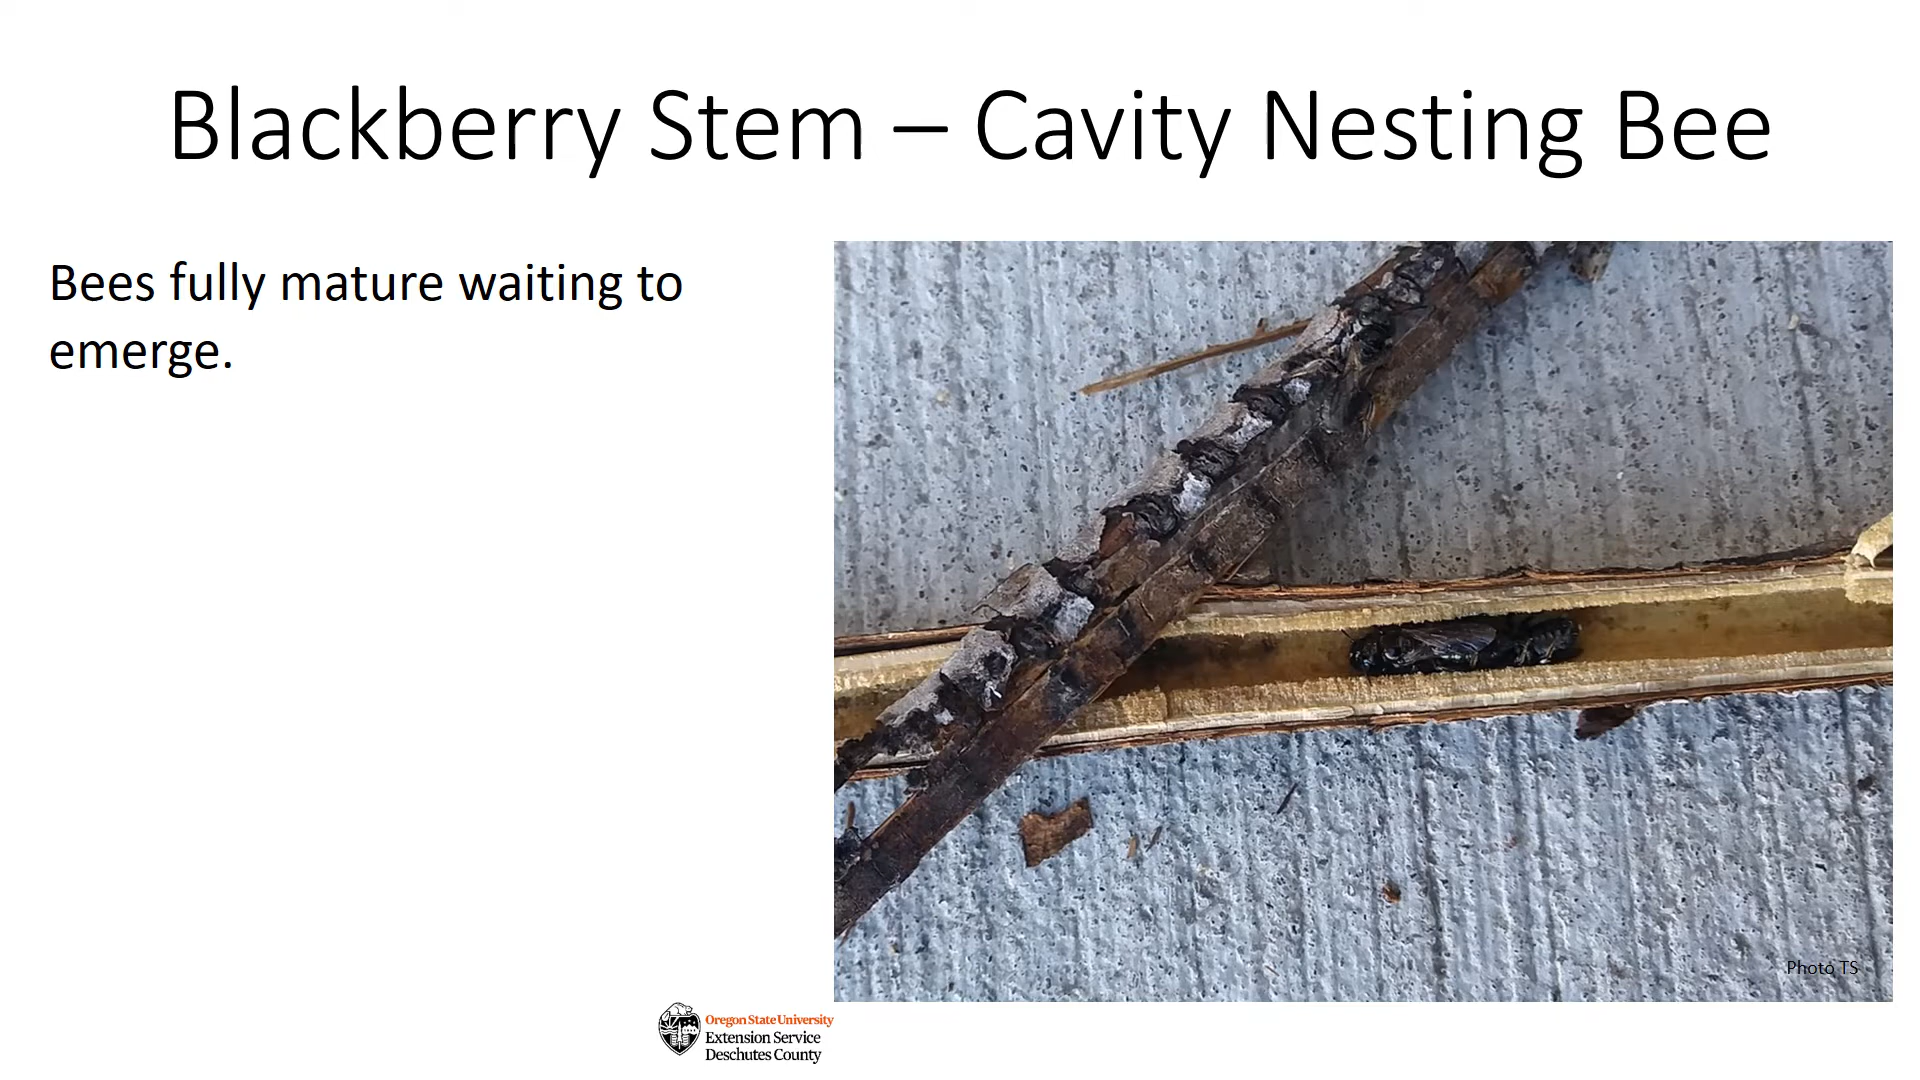 Blackberry Stem – Cavity Nesting Bee
Bees fully mature waiting to
emerge.
Photo TS
Oregon State University
Extension Service
Deschutes County